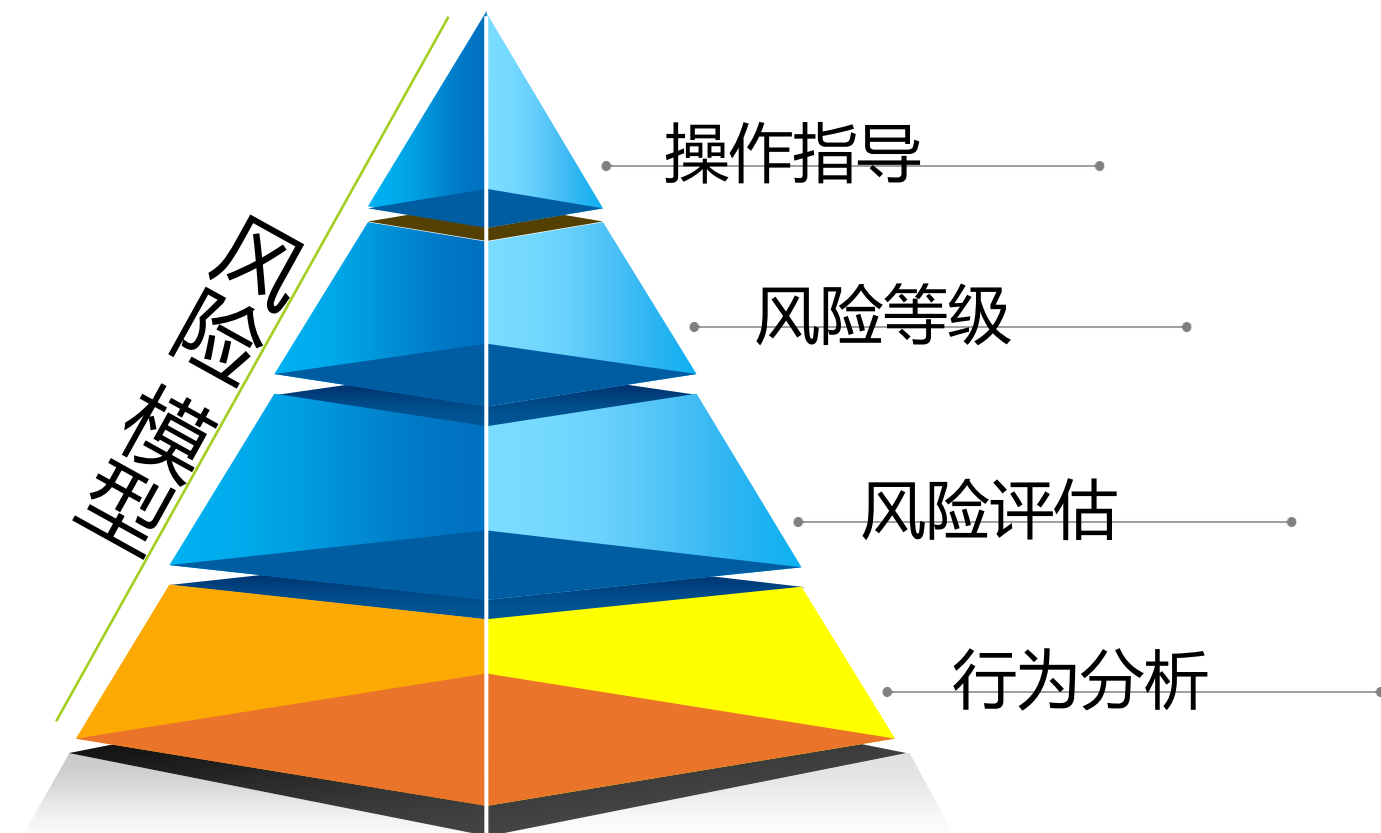 操作指导
风险等级
风险评估
行为分析
风险 模型